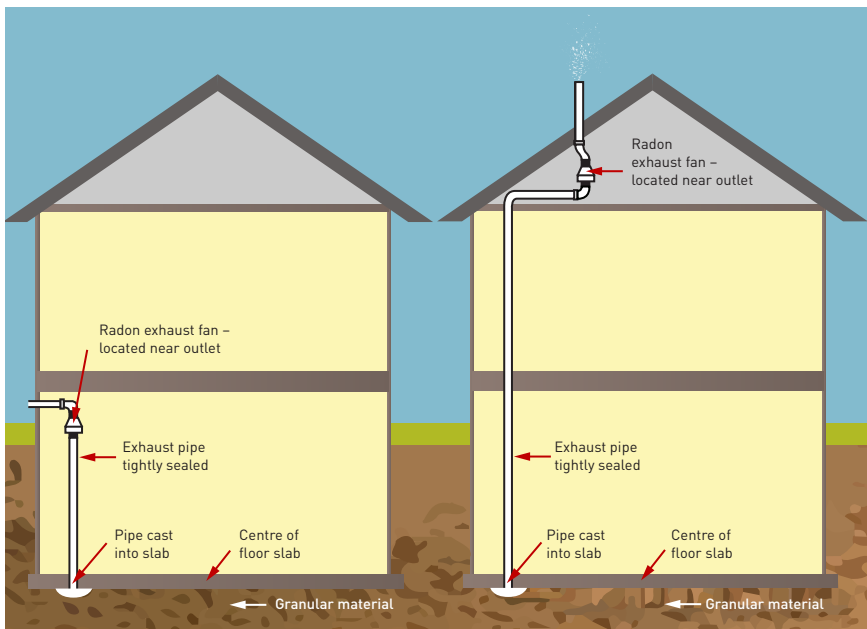 Radon exhaust fan –
located near outlet
Exhaust pipe
tightly sealed
Pipe cast
into slab
Centre of
floor slab
Granular material
Radon
exhaust fan –
located near outlet
Exhaust pipe
tightly sealed
Pipe cast
into slab
Centre of
floor slab
Granular material